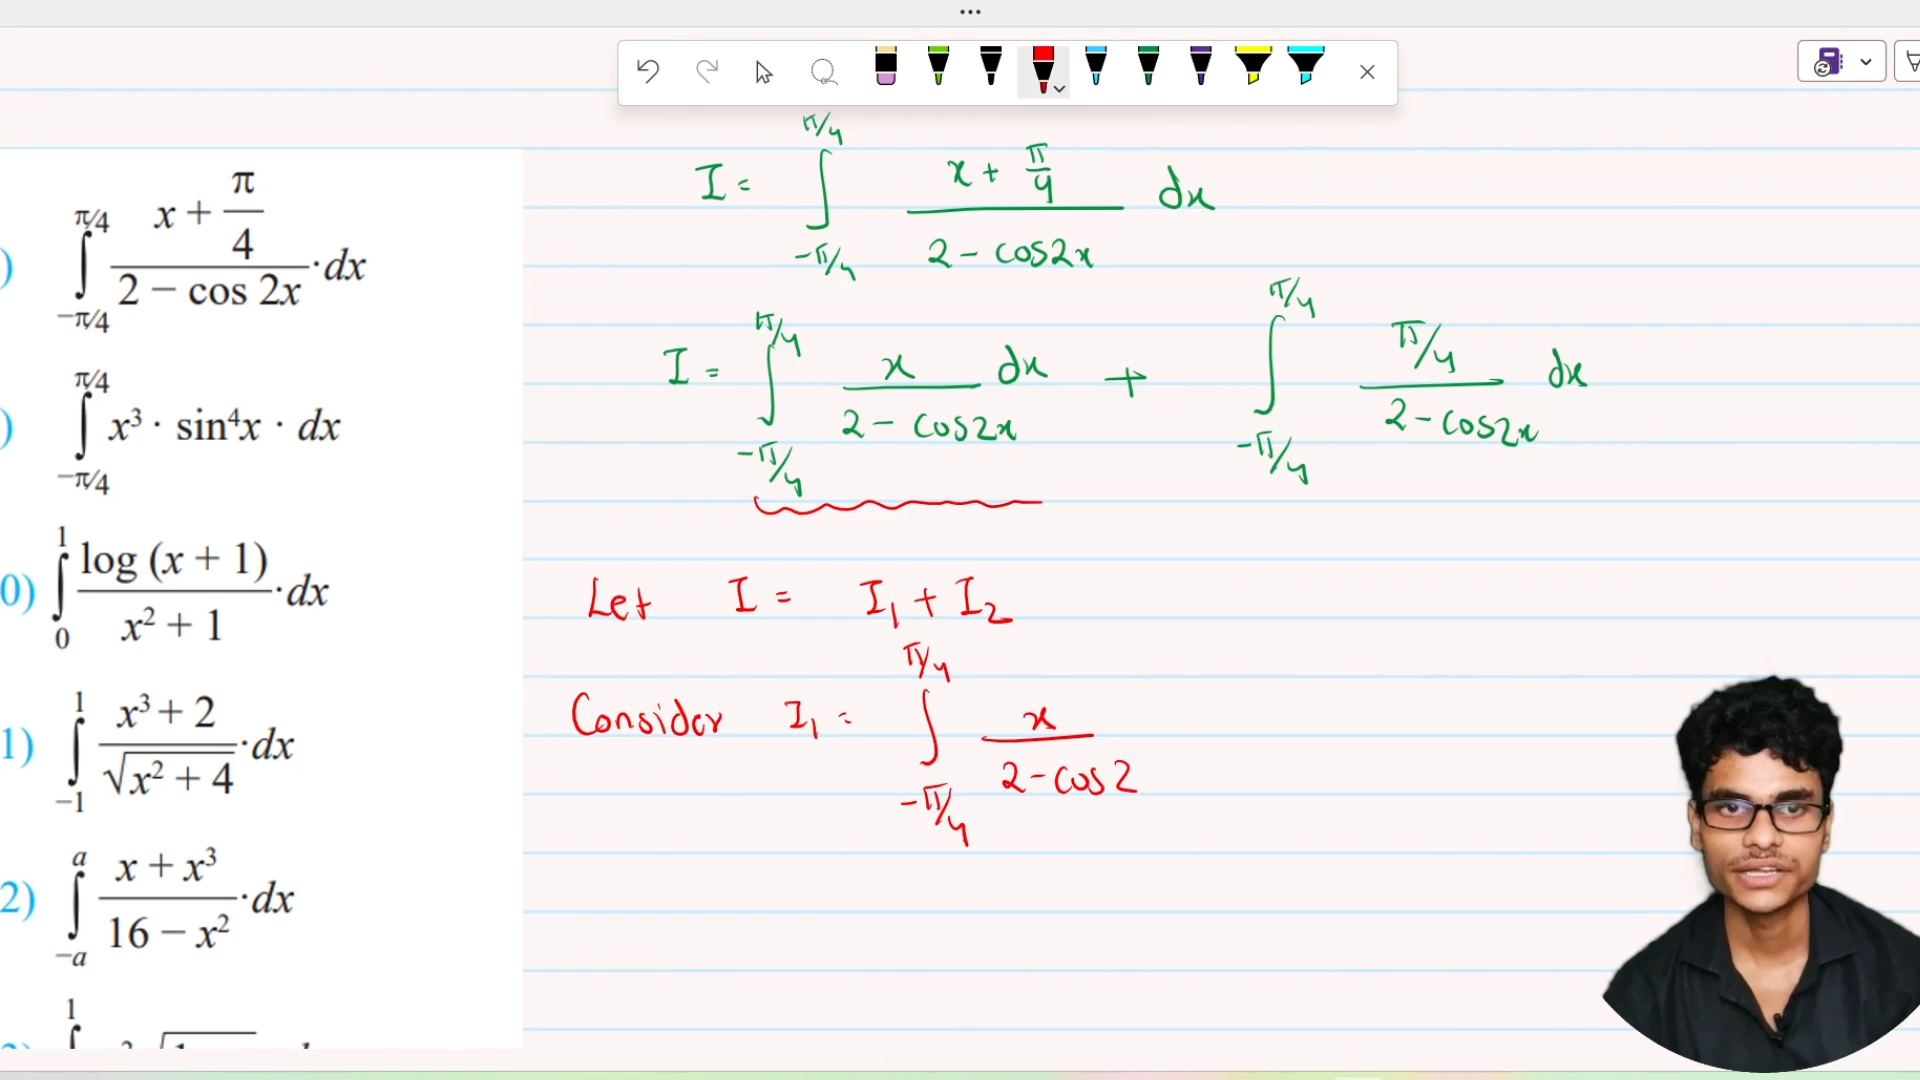 ) ∫_{-π/4}^{π/4} (x + π/4)/(2 − cos 2x) · dx
) ∫_{-π/4}^{π/4} x³ · sin⁴x · dx
0) ∫_0^1 log (x + 1)/(x² + 1) · dx
1) ∫_{-1}^1 (x³ + 2)/√(x² + 4) · dx
2) ∫_{-a}^a (x + x³)/(16 − x²) · dx
1
I = ∫_{-π/4}^{π/4} (x + π/4)/(2 − cos2x) dx
I = ∫_{-π/4}^{π/4} x/(2 − cos2x) dx + ∫_{-π/4}^{π/4} (π/4)/(2 − cos2x) dx
Let I = I₁ + I₂
Consider I₁ = ∫_{-π/4}^{π/4} x/(2 − cos2